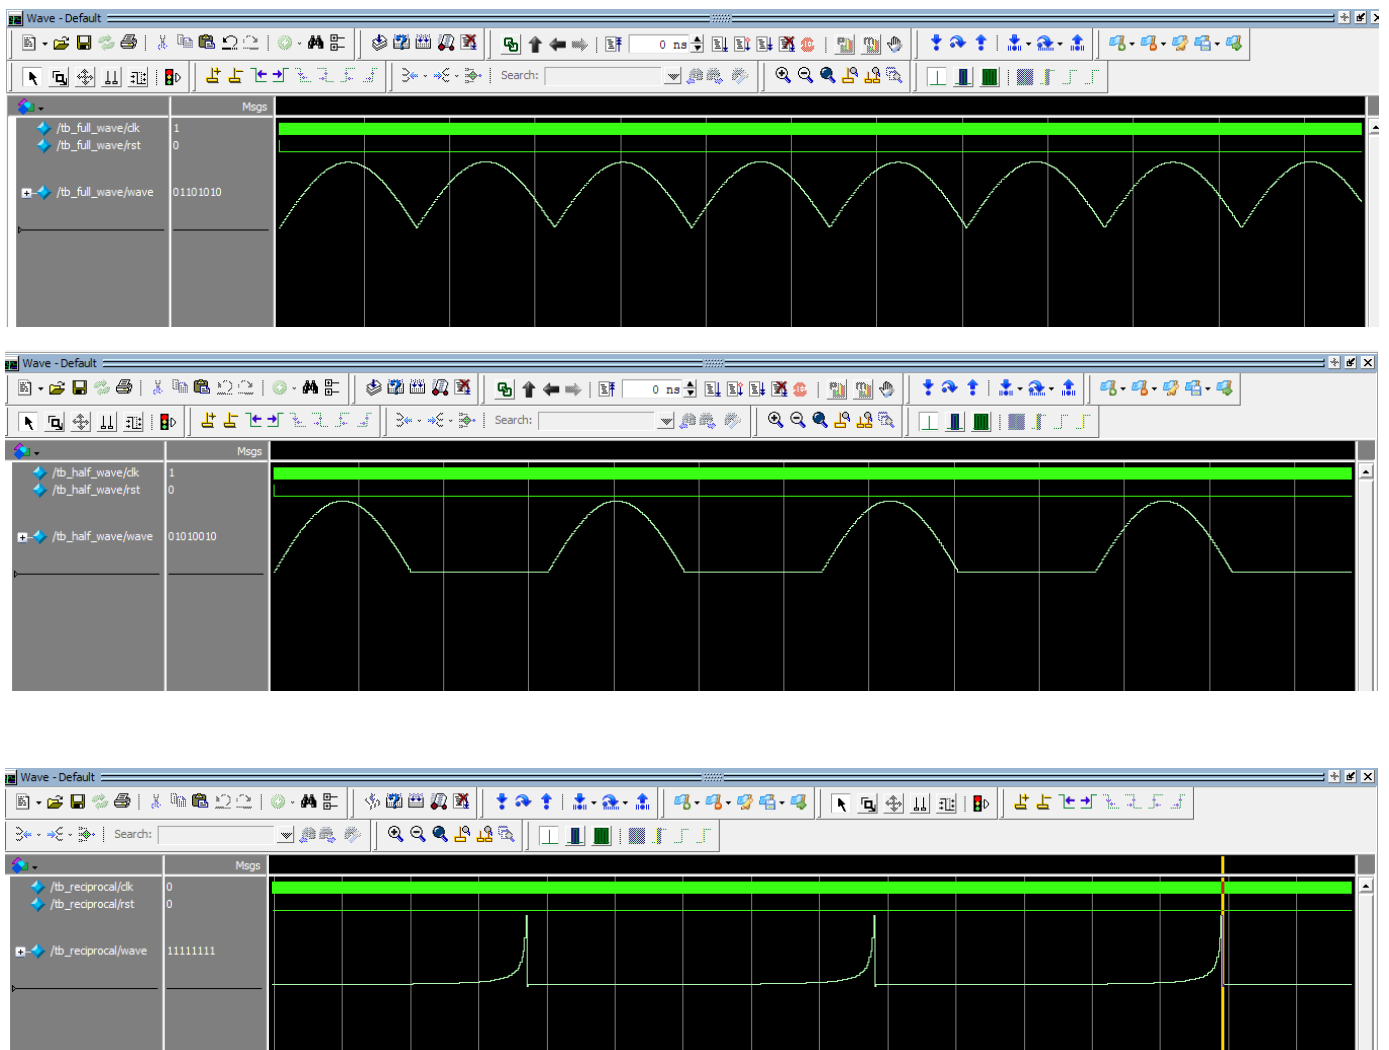 Wave - Default
0 ns
Search:
Msgs
/tb_full_wave/clk 1
/tb_full_wave/rst 0
/tb_full_wave/wave 01101010
Wave - Default
0 ns
Search:
Msgs
/tb_half_wave/clk 1
/tb_half_wave/rst 0
/tb_half_wave/wave 01010010
Wave - Default
Search:
Msgs
/tb_reciprocal/clk 0
/tb_reciprocal/rst 0
/tb_reciprocal/wave 11111111